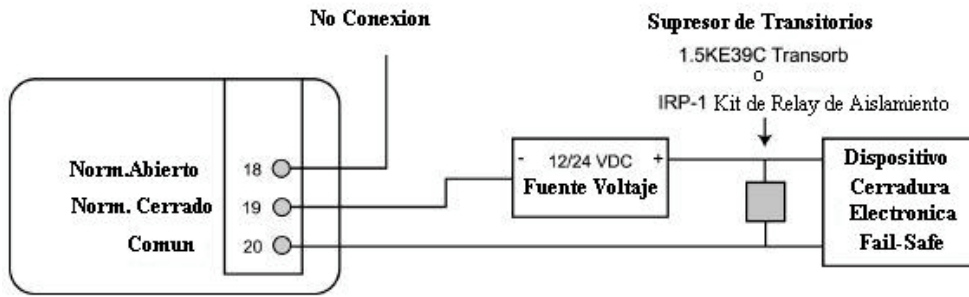 No Conexion
Supresor de Transitorios
1.5KE39C Transorb
o
IRP-1 Kit de Relay de Aislamiento
Norm.Abierto 18
Norm. Cerrado 19
Comun 20
- 12/24 VDC +
Fuente Voltaje
Dispositivo
Cerradura
Electronica
Fail-Safe